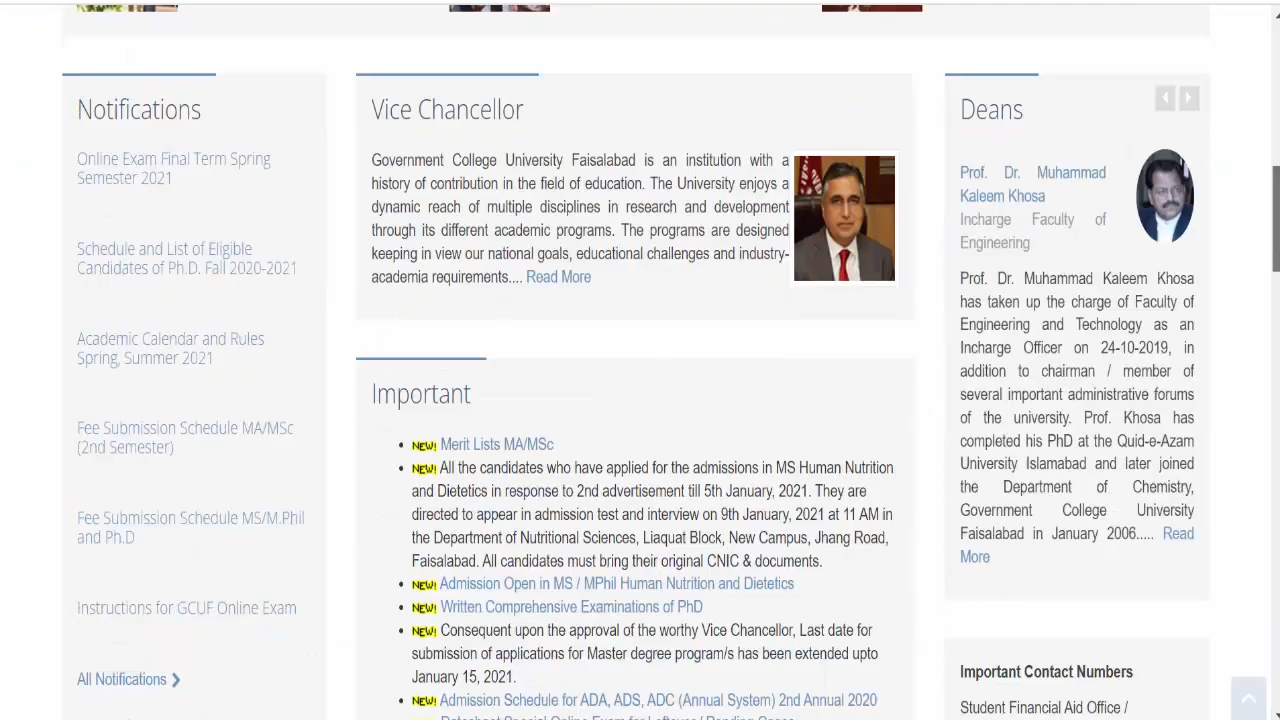 Notifications
Online Exam Final Term Spring
Semester 2021
Schedule and List of Eligible
Candidates of Ph.D. Fall 2020-2021
Academic Calendar and Rules
Spring, Summer 2021
Fee Submission Schedule MA/MSc
(2nd Semester)
Fee Submission Schedule MS/M.Phil
and Ph.D
Instructions for GCUF Online Exam
All Notifications
Vice Chancellor
Government College University Faisalabad is an institution with a
history of contribution in the field of education. The University enjoys a
dynamic reach of multiple disciplines in research and development
through its different academic programs. The programs are designed
keeping in view our national goals, educational challenges and industry-
academia requirements.... Read More
Important
NEW! Merit Lists MA/MSc
NEW! All the candidates who have applied for the admissions in MS Human Nutrition
and Dietetics in response to 2nd advertisement till 5th January, 2021. They are
directed to appear in admission test and interview on 9th January, 2021 at 11 AM in
the Department of Nutritional Sciences, Liaquat Block, New Campus, Jhang Road,
Faisalabad. All candidates must bring their original CNIC & documents.
NEW! Admission Open in MS / MPhil Human Nutrition and Dietetics
NEW! Written Comprehensive Examinations of PhD
NEW! Consequent upon the approval of the worthy Vice Chancellor, Last date for
submission of applications for Master degree program/s has been extended upto
January 15, 2021.
NEW! Admission Schedule for ADA, ADS, ADC (Annual System) 2nd Annual 2020
Datesheet Special Online Exam for Leftover / Pending Cases
Deans
Prof. Dr. Muhammad
Kaleem Khosa
Incharge Faculty of
Engineering
Prof. Dr. Muhammad Kaleem Khosa
has taken up the charge of Faculty of
Engineering and Technology as an
Incharge Officer on 24-10-2019, in
addition to chairman / member of
several important administrative forums
of the university. Prof. Khosa has
completed his PhD at the Quid-e-Azam
University Islamabad and later joined
the Department of Chemistry,
Government College University
Faisalabad in January 2006..... Read
More
Important Contact Numbers
Student Financial Aid Office /